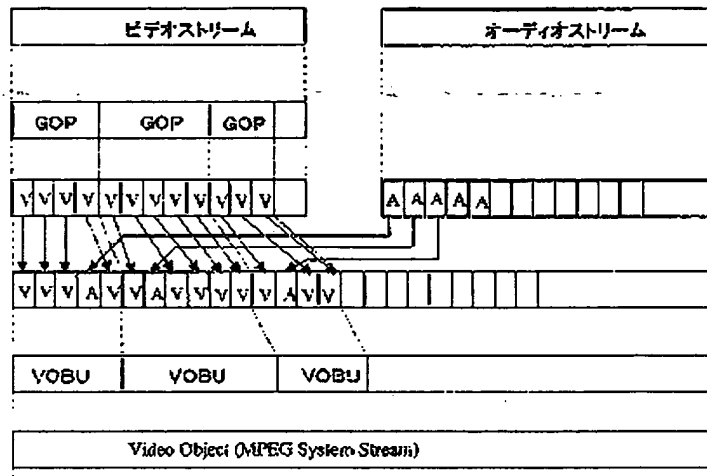 ビデオストリーム オーディオストリーム
GOP GOP GOP
V V V V V V V V V V V V A A A A A
V V V A V V A V V V V V A V V
VOBU VOBU VOBU
Video Object (MPEG System Stream)